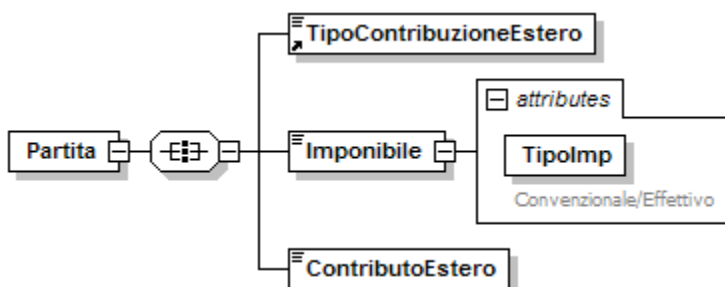 TipoContribuzioneEstero
attributes
Partita
Imponibile
TipoImp
Convenzionale/Effettivo
ContributoEstero